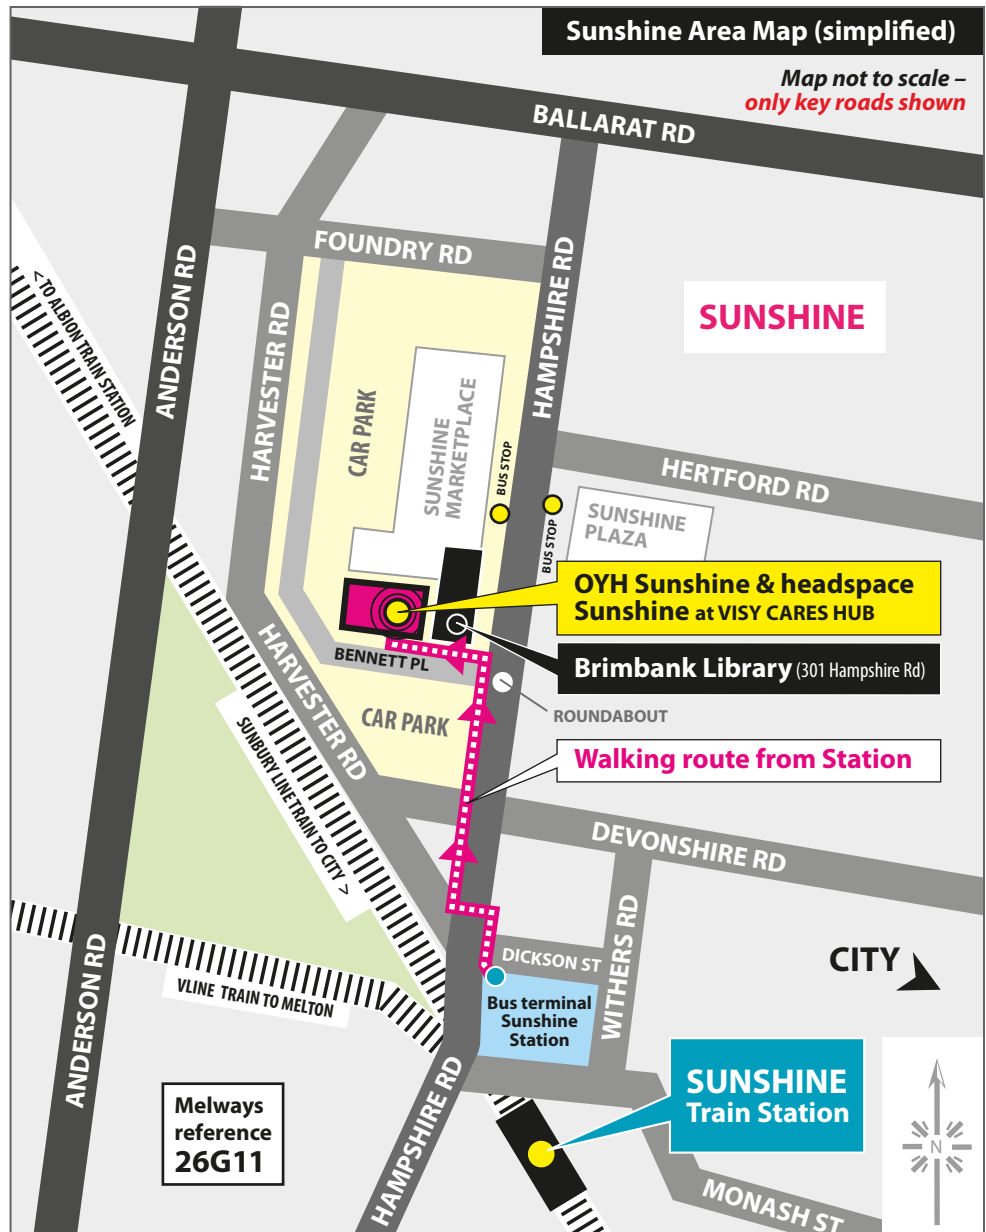 Sunshine Area Map (simplified)
Map not to scale –
only key roads shown
BALLARAT RD
FOUNDRY RD
ANDERSON RD
HAMPSHIRE RD
< TO ALBION TRAIN STATION
HARVESTER RD
SUNSHINE
CAR PARK
SUNSHINE
MARKETPLACE
BUS STOP
HERTFORD RD
SUNSHINE
PLAZA
BUS STOP
OYH Sunshine & headspace
Sunshine at VISY CARES HUB
Brimbank Library (301 Hampshire Rd)
BENNETT PL
HARVESTER RD
CAR PARK
ROUNDABOUT
SUNBURY LINE TRAIN TO CITY >
Walking route from Station
DEVONSHIRE RD
WITHERS RD
DICKSON ST
CITY
VLINE TRAIN TO MELTON
Bus terminal
Sunshine
Station
ANDERSON RD
HAMPSHIRE RD
SUNSHINE
Train Station
Melways
reference
26G11
N
MONASH ST